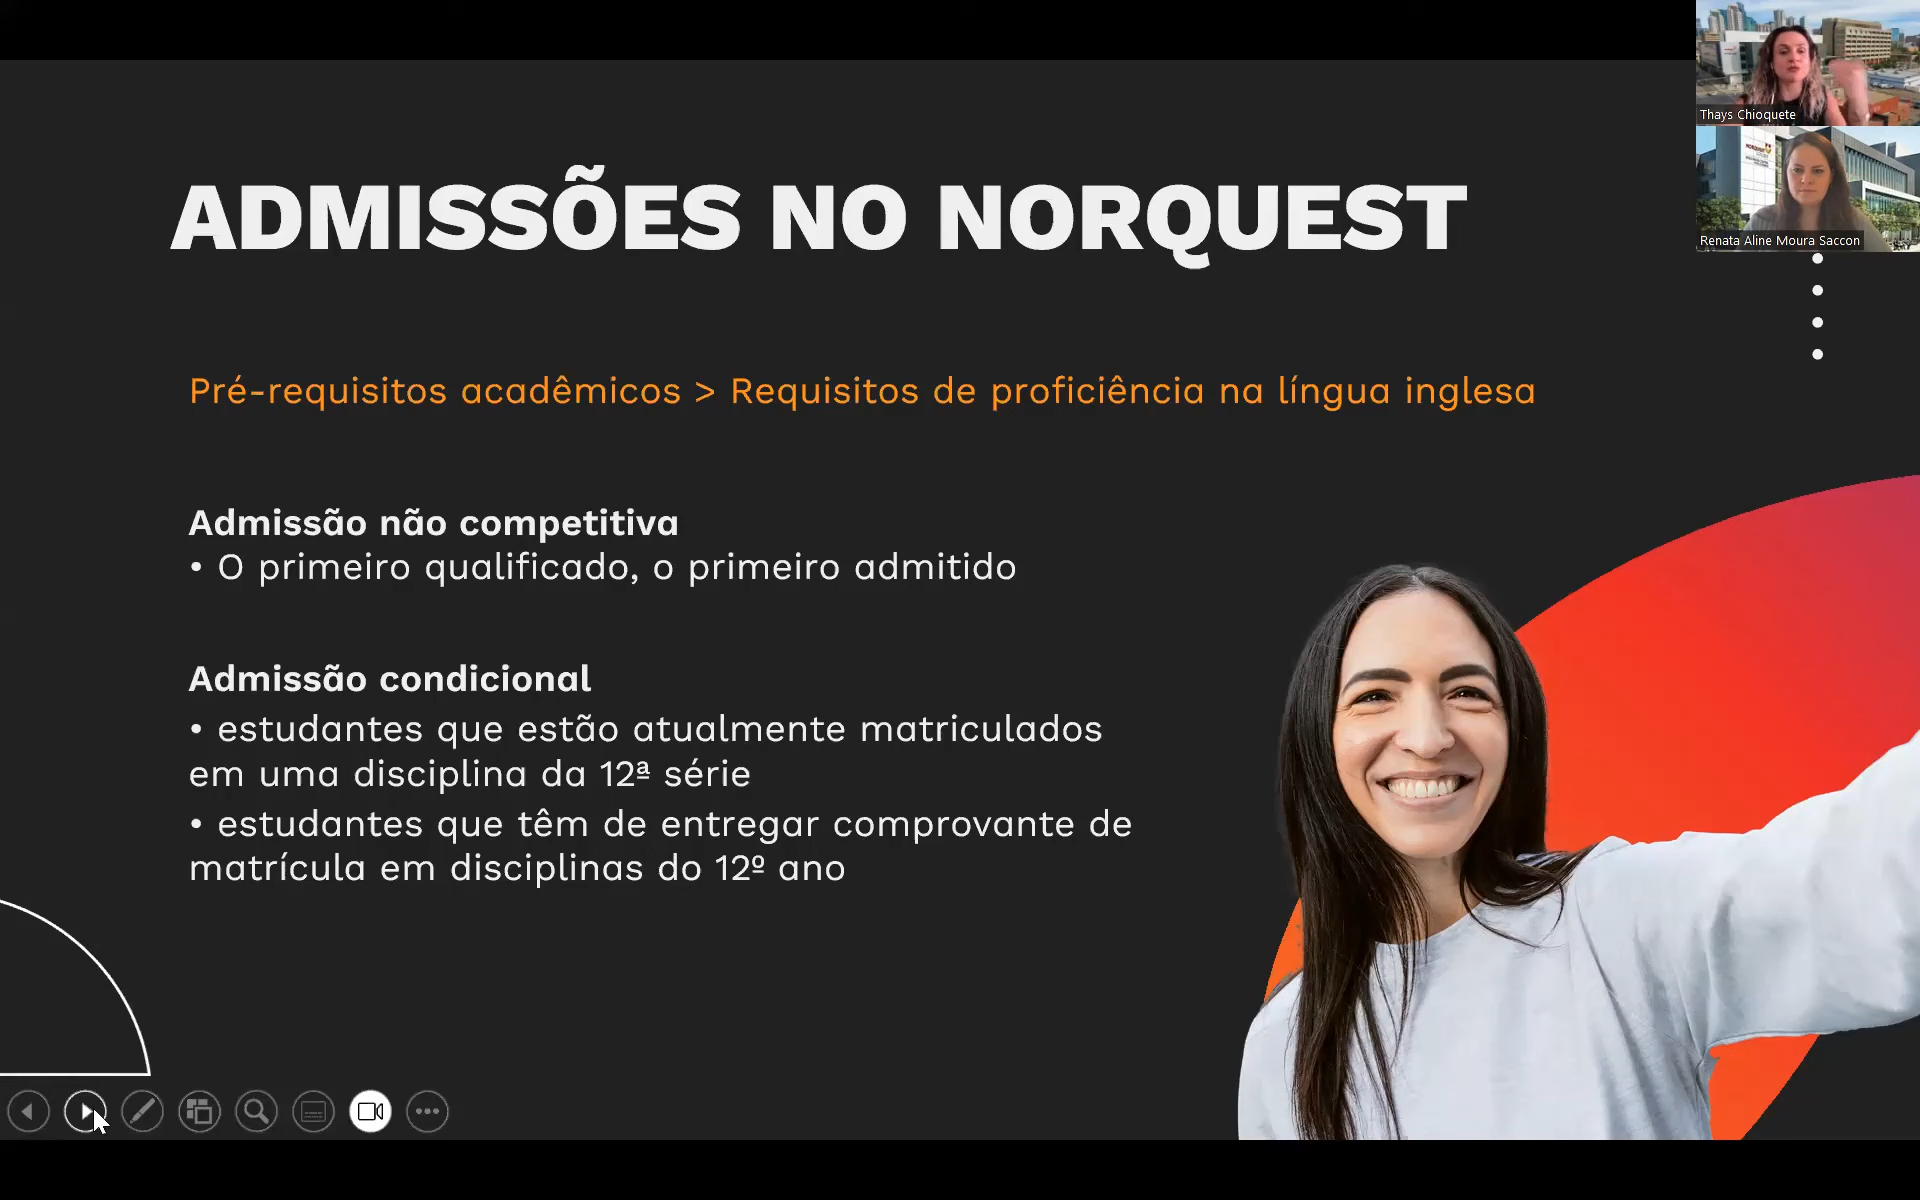 ADMISSÕES NO NORQUEST
Pré-requisitos acadêmicos > Requisitos de proficiência na língua inglesa
Admissão não competitiva
• O primeiro qualificado, o primeiro admitido
Admissão condicional
• estudantes que estão atualmente matriculados
em uma disciplina da 12ª série
• estudantes que têm de entregar comprovante de
matrícula em disciplinas do 12º ano
Thays Chioquete
NORQUEST
Renata Aline Moura Saccon